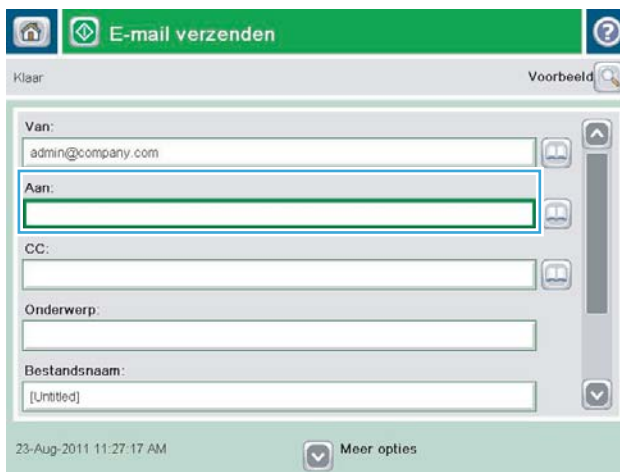 E-mail verzenden
?
Klaar
Voorbeeld
Van:
admin@company.com
Aan:
CC:
Onderwerp:
Bestandsnaam:
[Untitled]
23-Aug-2011 11:27:17 AM
Meer opties